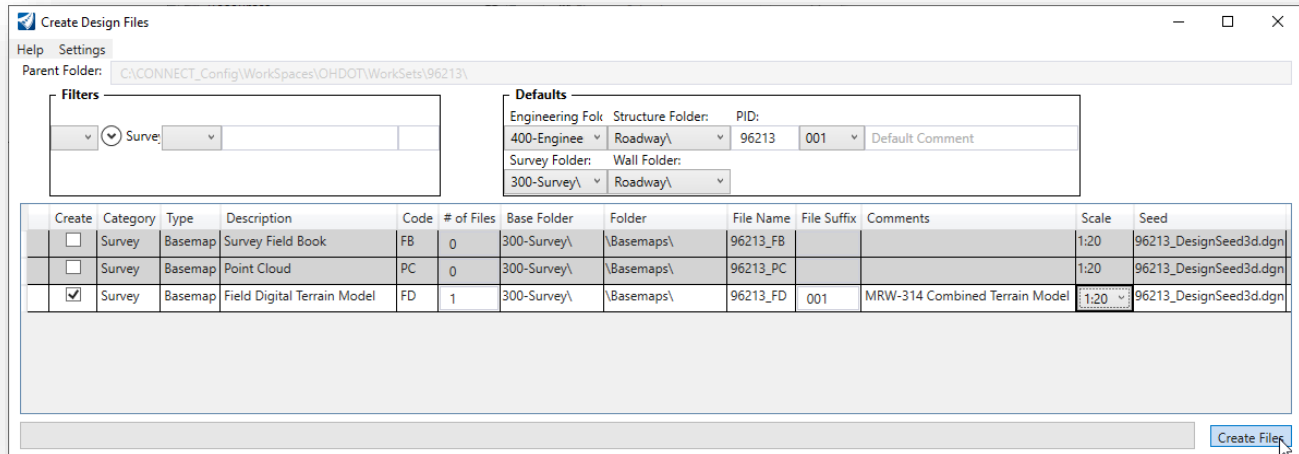 Create Design Files
Help Settings
Parent Folder: C:\CONNECT_Config\WorkSpaces\OHDOT\WorkSets\96213\
Filters
Defaults
Engineering Folc Structure Folder: PID:
Survey
400-Enginee Roadway\ 96213 001 Default Comment
Survey Folder: Wall Folder:
300-Survey\ Roadway\
Create Category Type Description Code # of Files Base Folder Folder File Name File Suffix Comments Scale Seed
Survey Basemap Survey Field Book FB 0 300-Survey\ \Basemaps\ 96213_FB 1:20 96213_DesignSeed3d.dgn
Survey Basemap Point Cloud PC 0 300-Survey\ \Basemaps\ 96213_PC 1:20 96213_DesignSeed3d.dgn
Survey Basemap Field Digital Terrain Model FD 1 300-Survey\ \Basemaps\ 96213_FD 001 MRW-314 Combined Terrain Model 1:20 96213_DesignSeed3d.dgn
Create Files